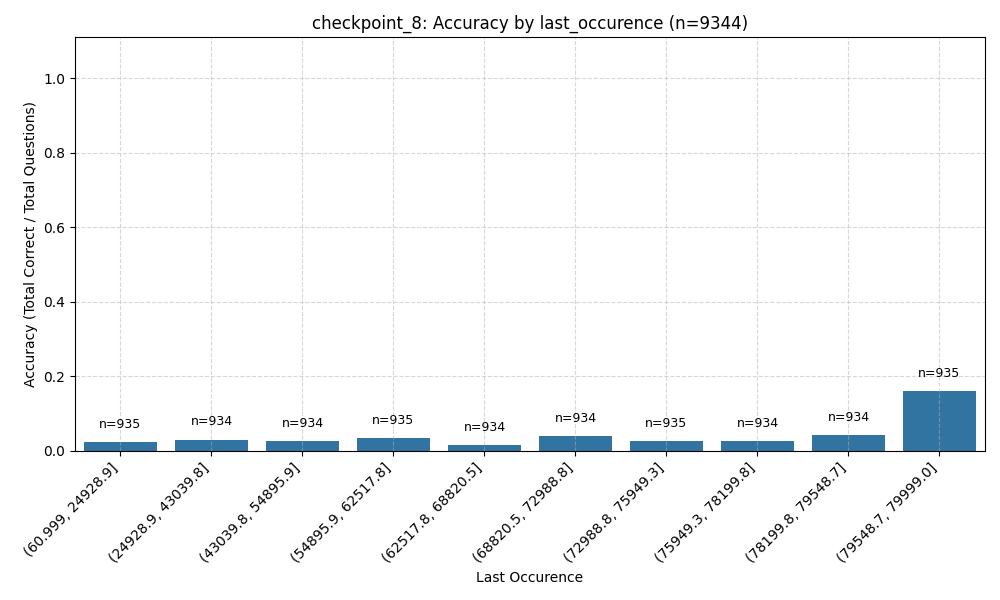 checkpoint_8: Accuracy by last_occurence (n=9344)
Accuracy (Total Correct / Total Questions)
1.0
0.8
0.6
0.4
0.2
0.0
n=935
n=934
n=934
n=935
n=934
n=934
n=935
n=934
n=934
n=935
(60.999, 24928.9]
(24928.9, 43039.8]
(43039.8, 54895.9]
(54895.9, 62517.8]
(62517.8, 68820.5]
(68820.5, 72988.8]
(72988.8, 75949.3]
(75949.3, 78199.8]
(78199.8, 79548.7]
(79548.7, 79999.0]
Last Occurence